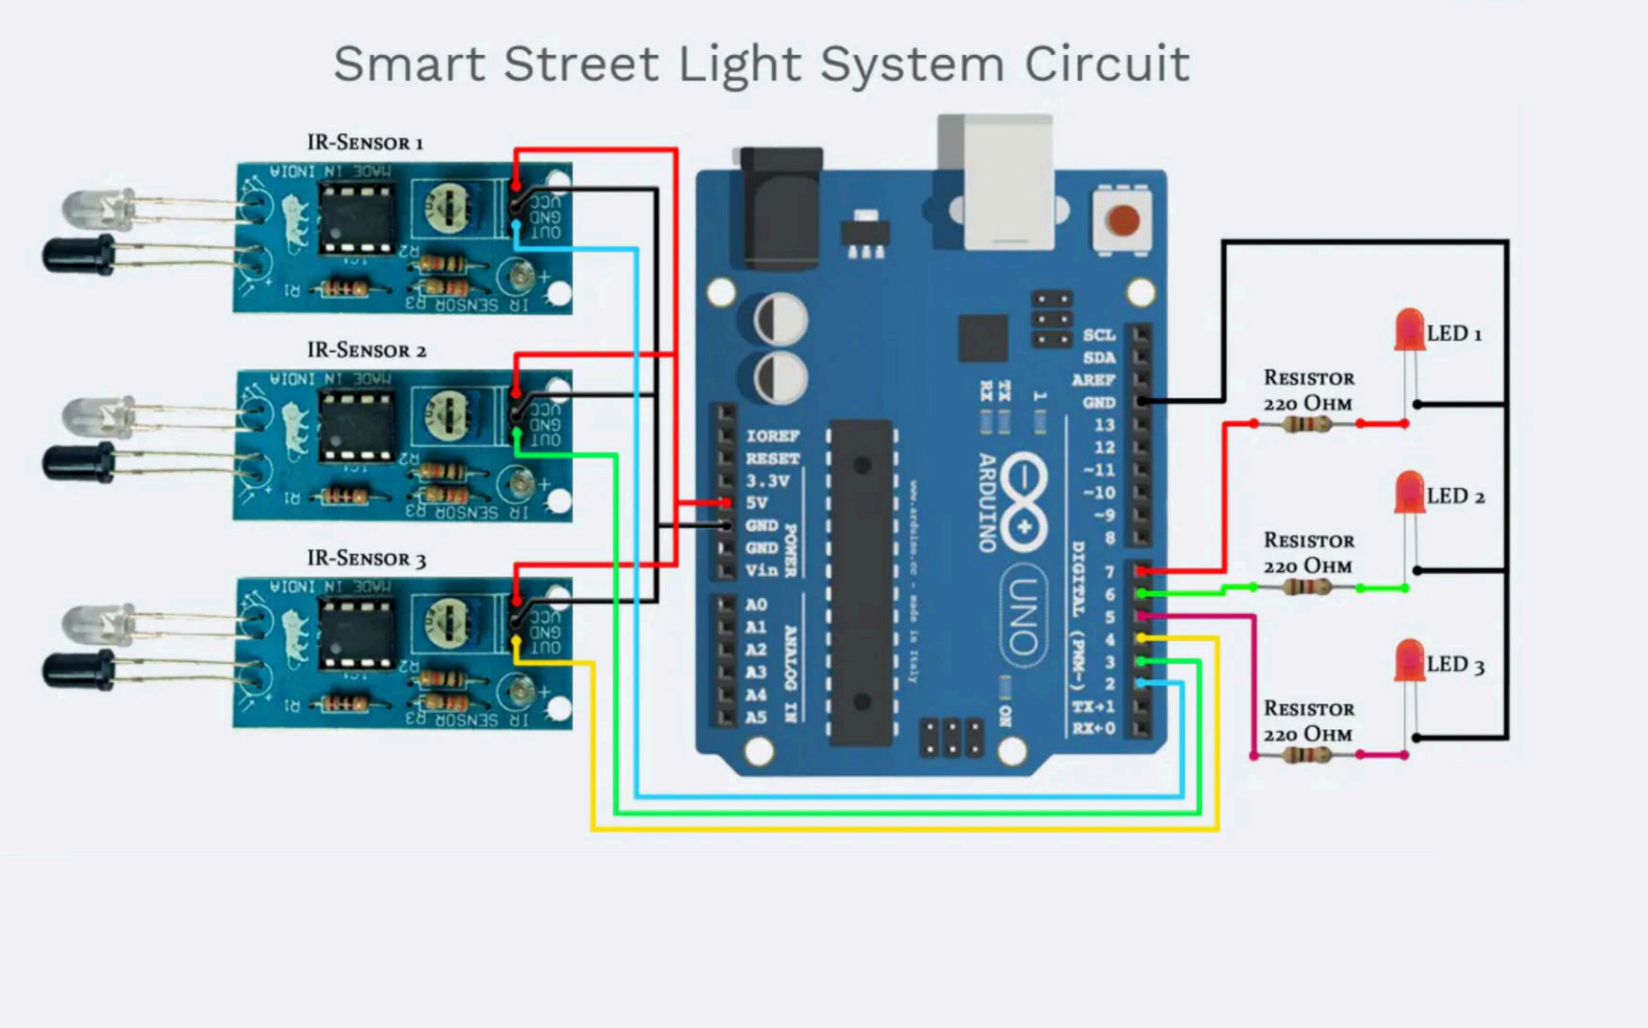 Smart Street Light System Circuit
IR-Sensor 1
MADE IN INDIA
VCC
GND
OUT
R2
IC1
R1
R3
IR SENSOR
+
IR-Sensor 2
MADE IN INDIA
VCC
GND
OUT
R2
IC1
R1
R3
IR SENSOR
+
IR-Sensor 3
MADE IN INDIA
VCC
GND
OUT
R2
IC1
R1
R3
IR SENSOR
+
IOREF
RESET
3.3V
5V
GND
GND
Vin
POWER
A0
A1
A2
A3
A4
A5
ANALOG IN
www.arduino.cc - made in Italy
RX
TX
1
ARDUINO
UNO
ON
SCL
SDA
AREF
GND
13
12
~11
~10
~9
8
7
6
5
4
3
2
TX→1
RX←0
DIGITAL (PWM~)
LED 1
Resistor
220 Ohm
LED 2
Resistor
220 Ohm
LED 3
Resistor
220 Ohm